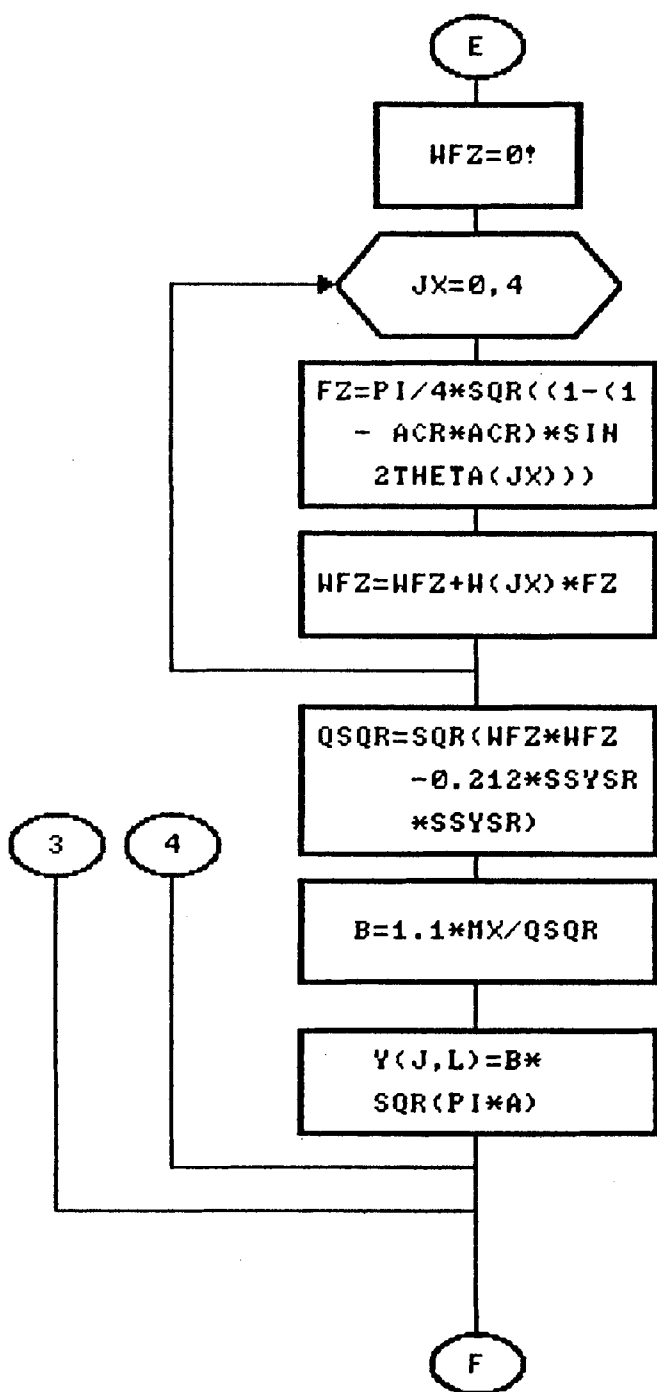 E
WFZ=0!
JX=0,4
FZ=PI/4*SQR((1-(1
- ACR*ACR)*SIN
2THETA(JX)))
WFZ=WFZ+W(JX)*FZ
QSQR=SQR(WFZ*WFZ
-0.212*SSYSR
*SSYSR)
3
4
B=1.1*MX/QSQR
Y(J,L)=B*
SQR(PI*A)
F